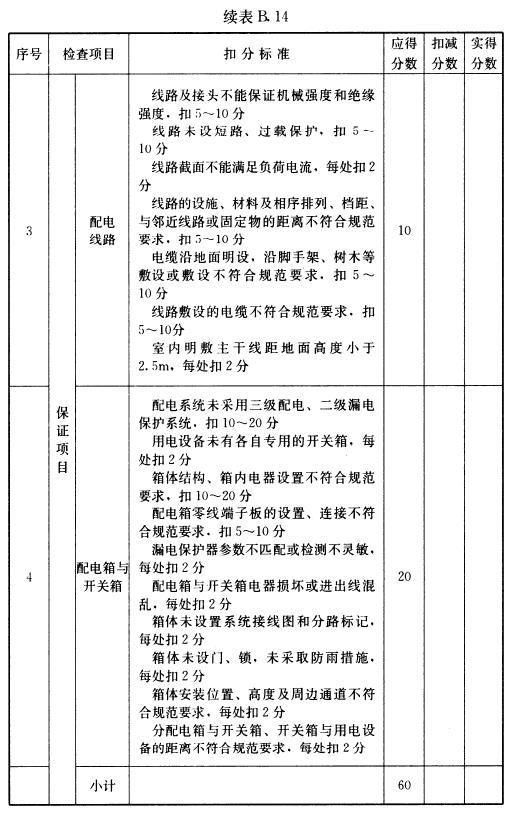 续表 B.14
序号 检查项目 扣分标准 应得分数 扣减分数 实得分数
保证项目
3 配电线路 10
线路及接头不能保证机械强度和绝缘
强度，扣 5～10 分
线路未设短路、过载保护，扣 5～
10 分
线路截面不能满足负荷电流，每处扣 2
分
线路的设施、材料及相序排列、档距、
与邻近线路或固定物的距离不符合规范
要求，扣 5～10 分
电缆沿地面明设，沿脚手架、树木等
敷设或敷设不符合规范要求，扣 5～
10 分
线路敷设的电缆不符合规范要求，扣
5～10分
室内明敷主干线距地面高度小于
2.5m，每处扣 2 分
4 配电箱与开关箱 20
配电系统未采用三级配电、二级漏电
保护系统，扣 10～20 分
用电设备未有各自专用的开关箱，每
处扣 2 分
箱体结构、箱内电器设置不符合规范
要求，扣 10～20 分
配电箱零线端子板的设置、连接不符
合规范要求，扣 5～10 分
漏电保护器参数不匹配或检测不灵敏，
每处扣 2 分
配电箱与开关箱电器损坏或进出线混
乱，每处扣 2 分
箱体未设置系统接线图和分路标记，
每处扣 2 分
箱体未设门、锁，未采取防雨措施，
每处扣 2 分
箱体安装位置、高度及周边通道不符
合规范要求，每处扣 2 分
分配电箱与开关箱、开关箱与用电设
备的距离不符合规范要求，每处扣 2 分
小计 60